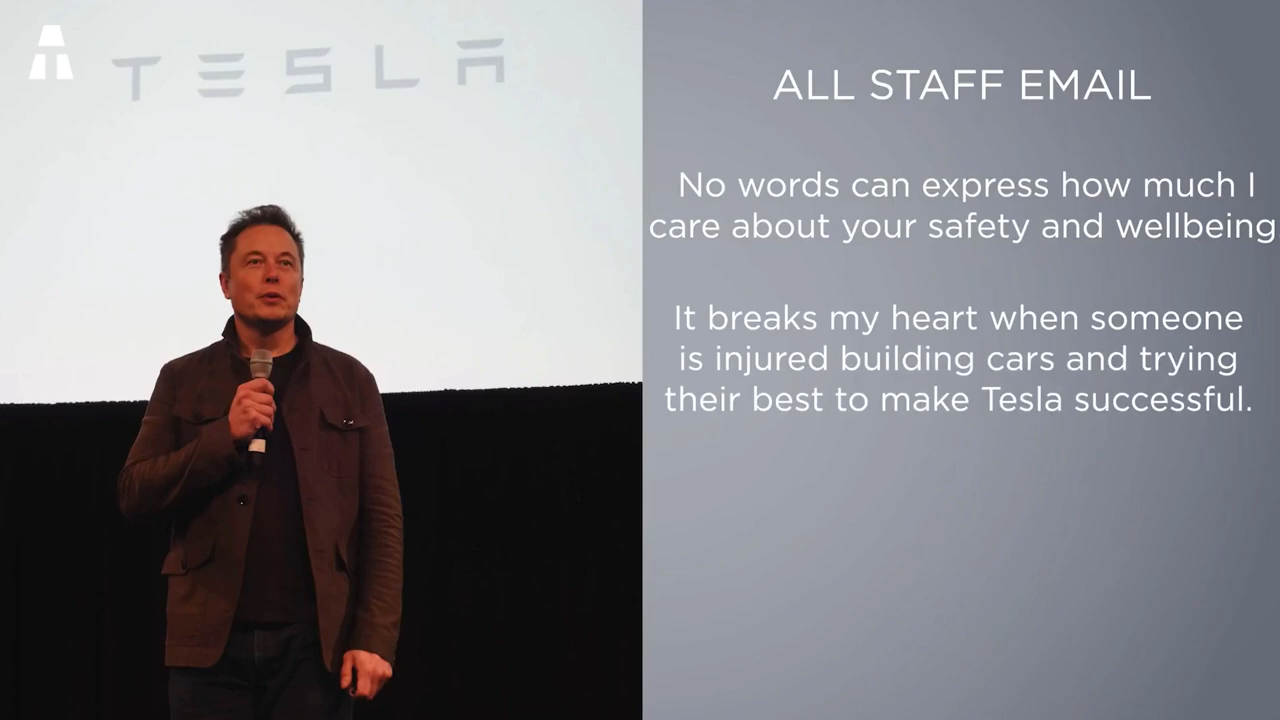 TESLA
ALL STAFF EMAIL
No words can express how much I
care about your safety and wellbeing
It breaks my heart when someone
is injured building cars and trying
their best to make Tesla successful.